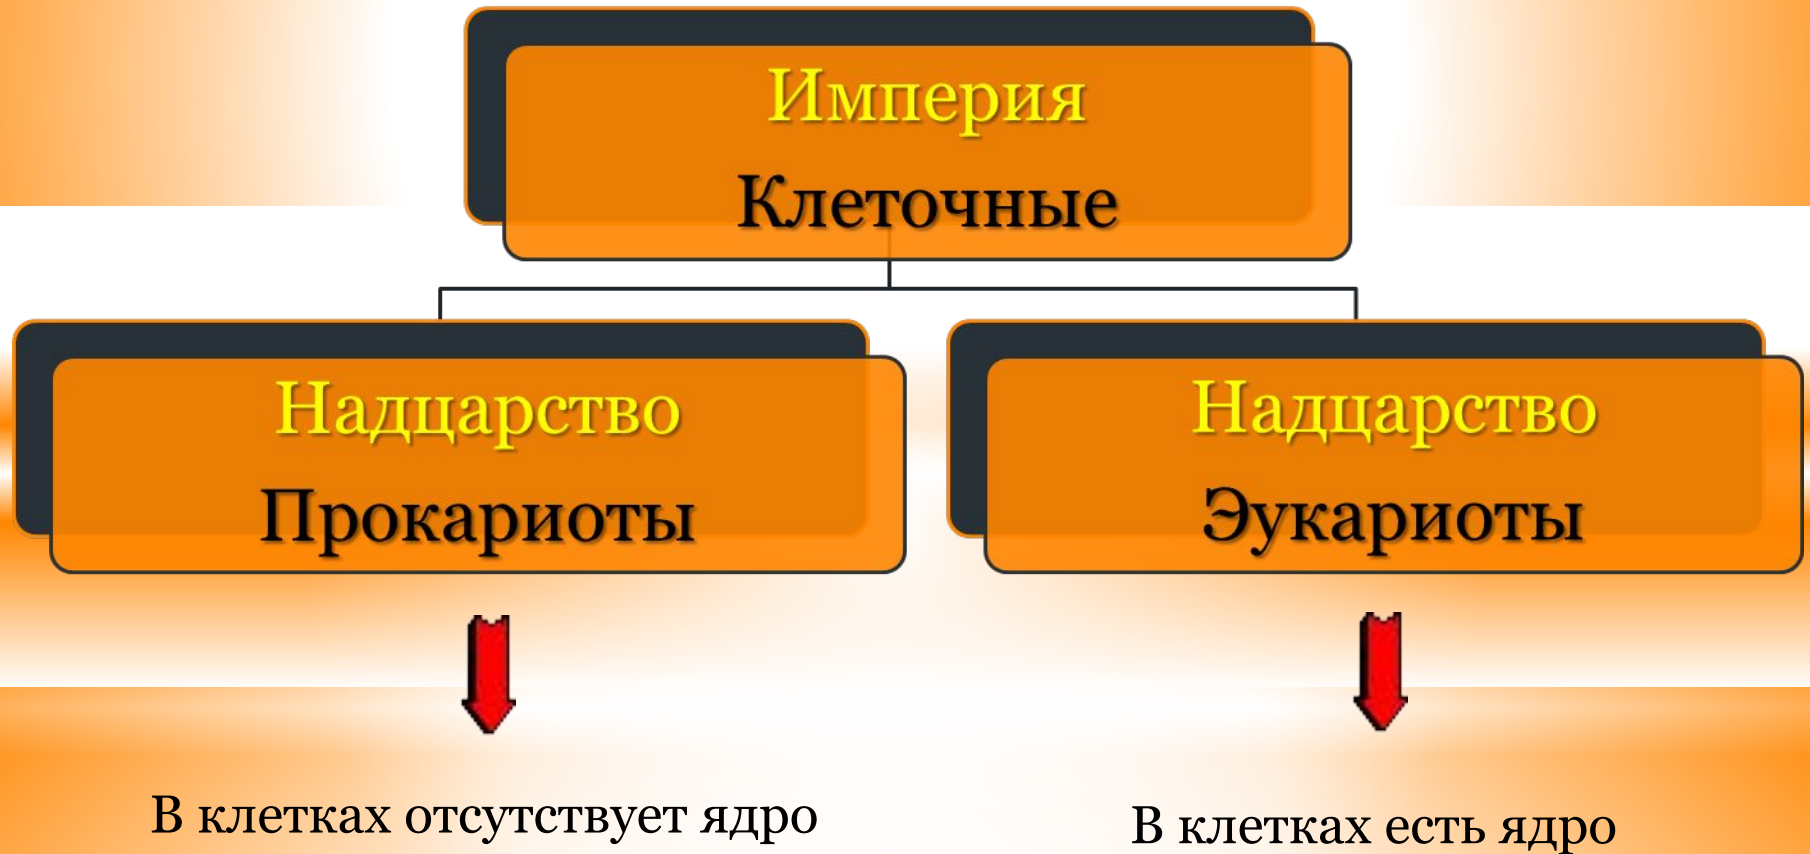 Империя
Клеточные
Надцарство
Прокариоты
Надцарство
Эукариоты
В клетках отсутствует ядро
В клетках есть ядро